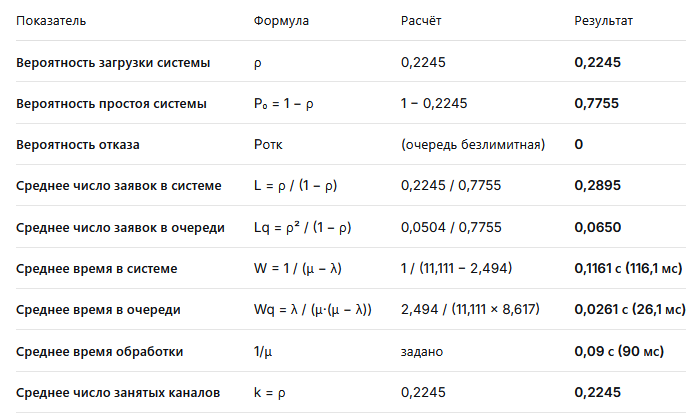 Показатель Формула Расчёт Результат
Вероятность загрузки системы ρ 0,2245 0,2245
Вероятность простоя системы P₀ = 1 − ρ 1 − 0,2245 0,7755
Вероятность отказа Pотк (очередь безлимитная) 0
Среднее число заявок в системе L = ρ / (1 − ρ) 0,2245 / 0,7755 0,2895
Среднее число заявок в очереди Lq = ρ² / (1 − ρ) 0,0504 / 0,7755 0,0650
Среднее время в системе W = 1 / (μ − λ) 1 / (11,111 − 2,494) 0,1161 с (116,1 мс)
Среднее время в очереди Wq = λ / (μ·(μ − λ)) 2,494 / (11,111 × 8,617) 0,0261 с (26,1 мс)
Среднее время обработки 1/μ задано 0,09 с (90 мс)
Среднее число занятых каналов k = ρ 0,2245 0,2245